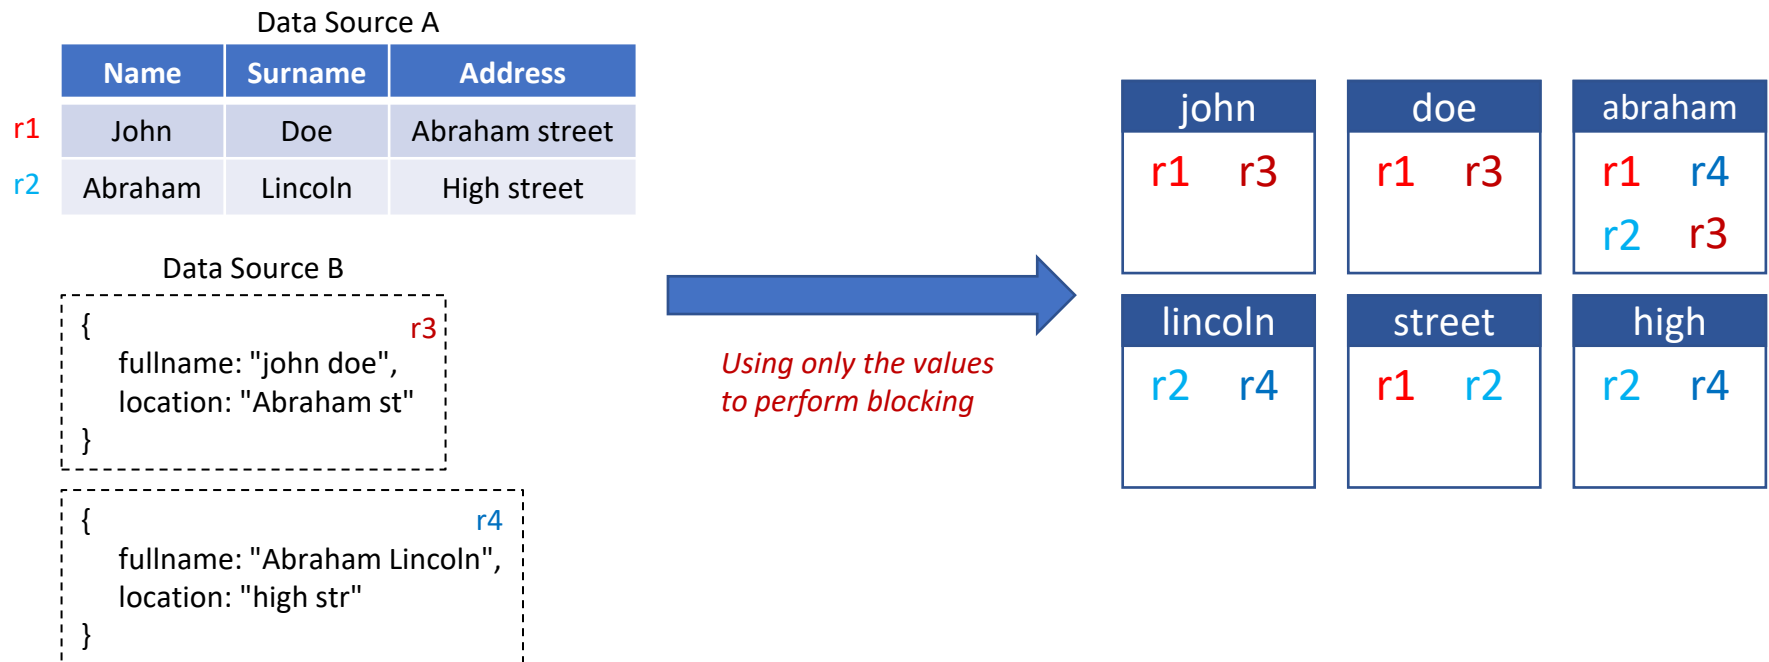 Data Source A
Name Surname Address
r1 John Doe Abraham street
r2 Abraham Lincoln High street
Data Source B
{ r3
fullname: "john doe",
location: "Abraham st"
}
{ r4
fullname: "Abraham Lincoln",
location: "high str"
}
Using only the values
to perform blocking
john doe abraham
r1 r3 r1 r3 r1 r4
r2 r3
lincoln street high
r2 r4 r1 r2 r2 r4